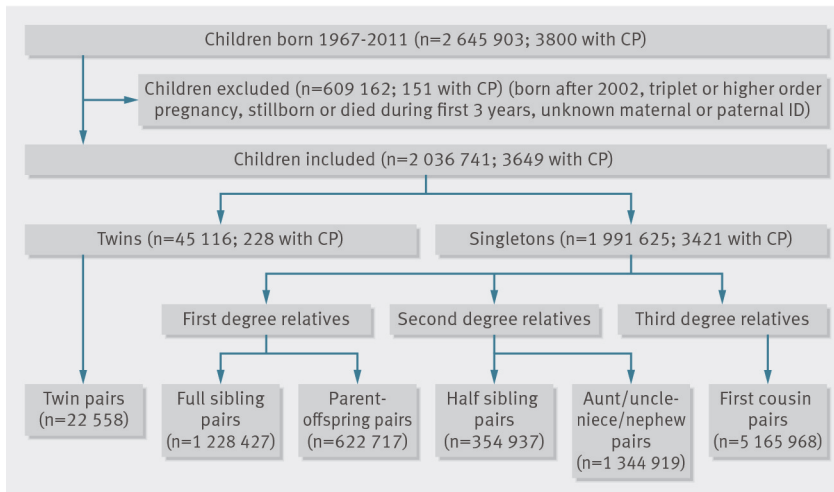 Children born 1967-2011 (n=2 645 903; 3800 with CP)
Children excluded (n=609 162; 151 with CP) (born after 2002, triplet or higher order
pregnancy, stillborn or died during first 3 years, unknown maternal or paternal ID)
Children included (n=2 036 741; 3649 with CP)
Twins (n=45 116; 228 with CP)
Singletons (n=1 991 625; 3421 with CP)
First degree relatives
Second degree relatives
Third degree relatives
Twin pairs
(n=22 558)
Full sibling
pairs
(n=1 228 427)
Parent-
offspring pairs
(n=622 717)
Half sibling
pairs
(n=354 937)
Aunt/uncle-
niece/nephew
pairs
(n=1 344 919)
First cousin
pairs
(n=5 165 968)